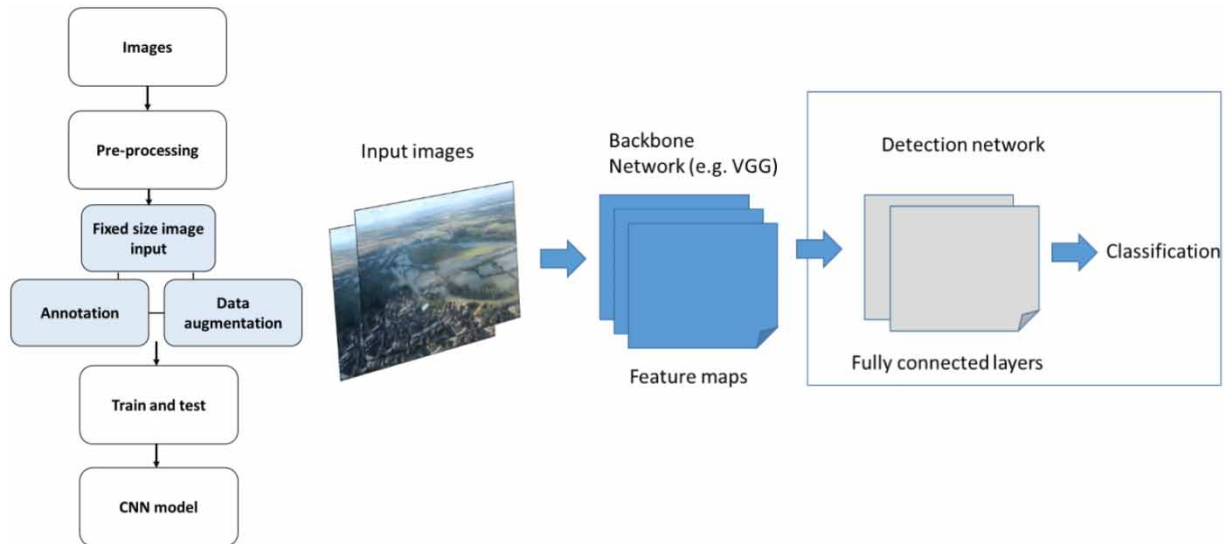 Images
Pre-processing
Fixed size image
input
Annotation
Data
augmentation
Train and test
CNN model
Input images
Backbone
Network (e.g. VGG)
Feature maps
Detection network
Fully connected layers
Classification